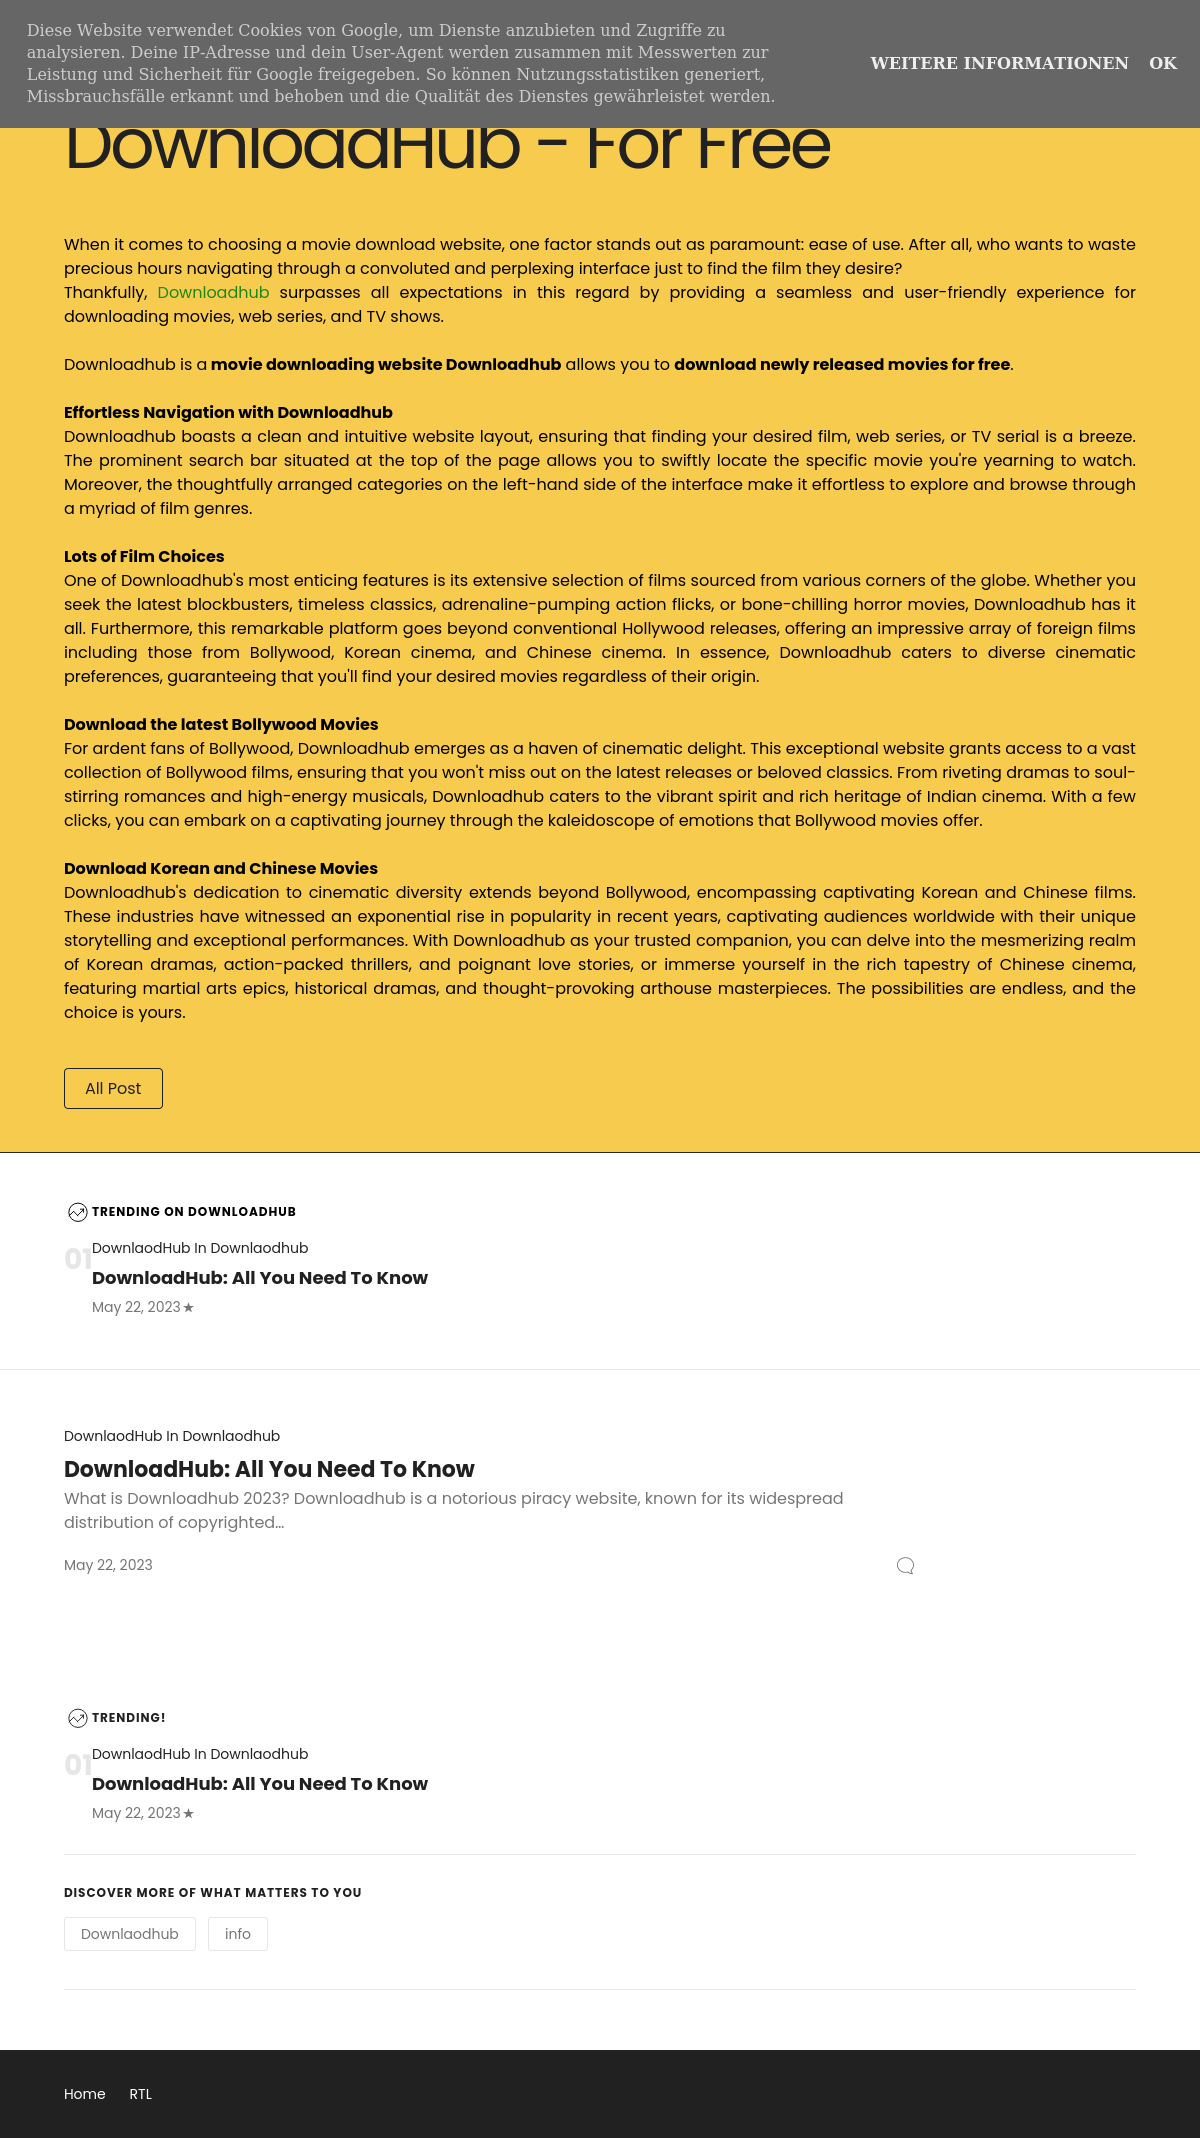 Diese Website verwendet Cookies von Google, um Dienste anzubieten und Zugriffe zu
analysieren. Deine IP-Adresse und dein User-Agent werden zusammen mit Messwerten zur
Leistung und Sicherheit für Google freigegeben. So können Nutzungsstatistiken generiert,
Missbrauchsfälle erkannt und behoben und die Qualität des Dienstes gewährleistet werden.
WEITERE INFORMATIONEN OK
DownloadHub - For Free
When it comes to choosing a movie download website, one factor stands out as paramount: ease of use. After all, who wants to waste
precious hours navigating through a convoluted and perplexing interface just to find the film they desire?
Thankfully, Downloadhub surpasses all expectations in this regard by providing a seamless and user-friendly experience for
downloading movies, web series, and TV shows.
Downloadhub is a movie downloading website Downloadhub allows you to download newly released movies for free.
Effortless Navigation with Downloadhub
Downloadhub boasts a clean and intuitive website layout, ensuring that finding your desired film, web series, or TV serial is a breeze.
The prominent search bar situated at the top of the page allows you to swiftly locate the specific movie you're yearning to watch.
Moreover, the thoughtfully arranged categories on the left-hand side of the interface make it effortless to explore and browse through
a myriad of film genres.
Lots of Film Choices
One of Downloadhub's most enticing features is its extensive selection of films sourced from various corners of the globe. Whether you
seek the latest blockbusters, timeless classics, adrenaline-pumping action flicks, or bone-chilling horror movies, Downloadhub has it
all. Furthermore, this remarkable platform goes beyond conventional Hollywood releases, offering an impressive array of foreign films
including those from Bollywood, Korean cinema, and Chinese cinema. In essence, Downloadhub caters to diverse cinematic
preferences, guaranteeing that you'll find your desired movies regardless of their origin.
Download the latest Bollywood Movies
For ardent fans of Bollywood, Downloadhub emerges as a haven of cinematic delight. This exceptional website grants access to a vast
collection of Bollywood films, ensuring that you won't miss out on the latest releases or beloved classics. From riveting dramas to soul-
stirring romances and high-energy musicals, Downloadhub caters to the vibrant spirit and rich heritage of Indian cinema. With a few
clicks, you can embark on a captivating journey through the kaleidoscope of emotions that Bollywood movies offer.
Download Korean and Chinese Movies
Downloadhub's dedication to cinematic diversity extends beyond Bollywood, encompassing captivating Korean and Chinese films.
These industries have witnessed an exponential rise in popularity in recent years, captivating audiences worldwide with their unique
storytelling and exceptional performances. With Downloadhub as your trusted companion, you can delve into the mesmerizing realm
of Korean dramas, action-packed thrillers, and poignant love stories, or immerse yourself in the rich tapestry of Chinese cinema,
featuring martial arts epics, historical dramas, and thought-provoking arthouse masterpieces. The possibilities are endless, and the
choice is yours.
All Post
TRENDING ON DOWNLOADHUB
01
DownlaodHub In Downlaodhub
DownloadHub: All You Need To Know
May 22, 2023 ★
DownlaodHub In Downlaodhub
DownloadHub: All You Need To Know
What is Downloadhub 2023? Downloadhub is a notorious piracy website, known for its widespread
distribution of copyrighted…
May 22, 2023
TRENDING!
01
DownlaodHub In Downlaodhub
DownloadHub: All You Need To Know
May 22, 2023 ★
DISCOVER MORE OF WHAT MATTERS TO YOU
Downlaodhub info
Home RTL